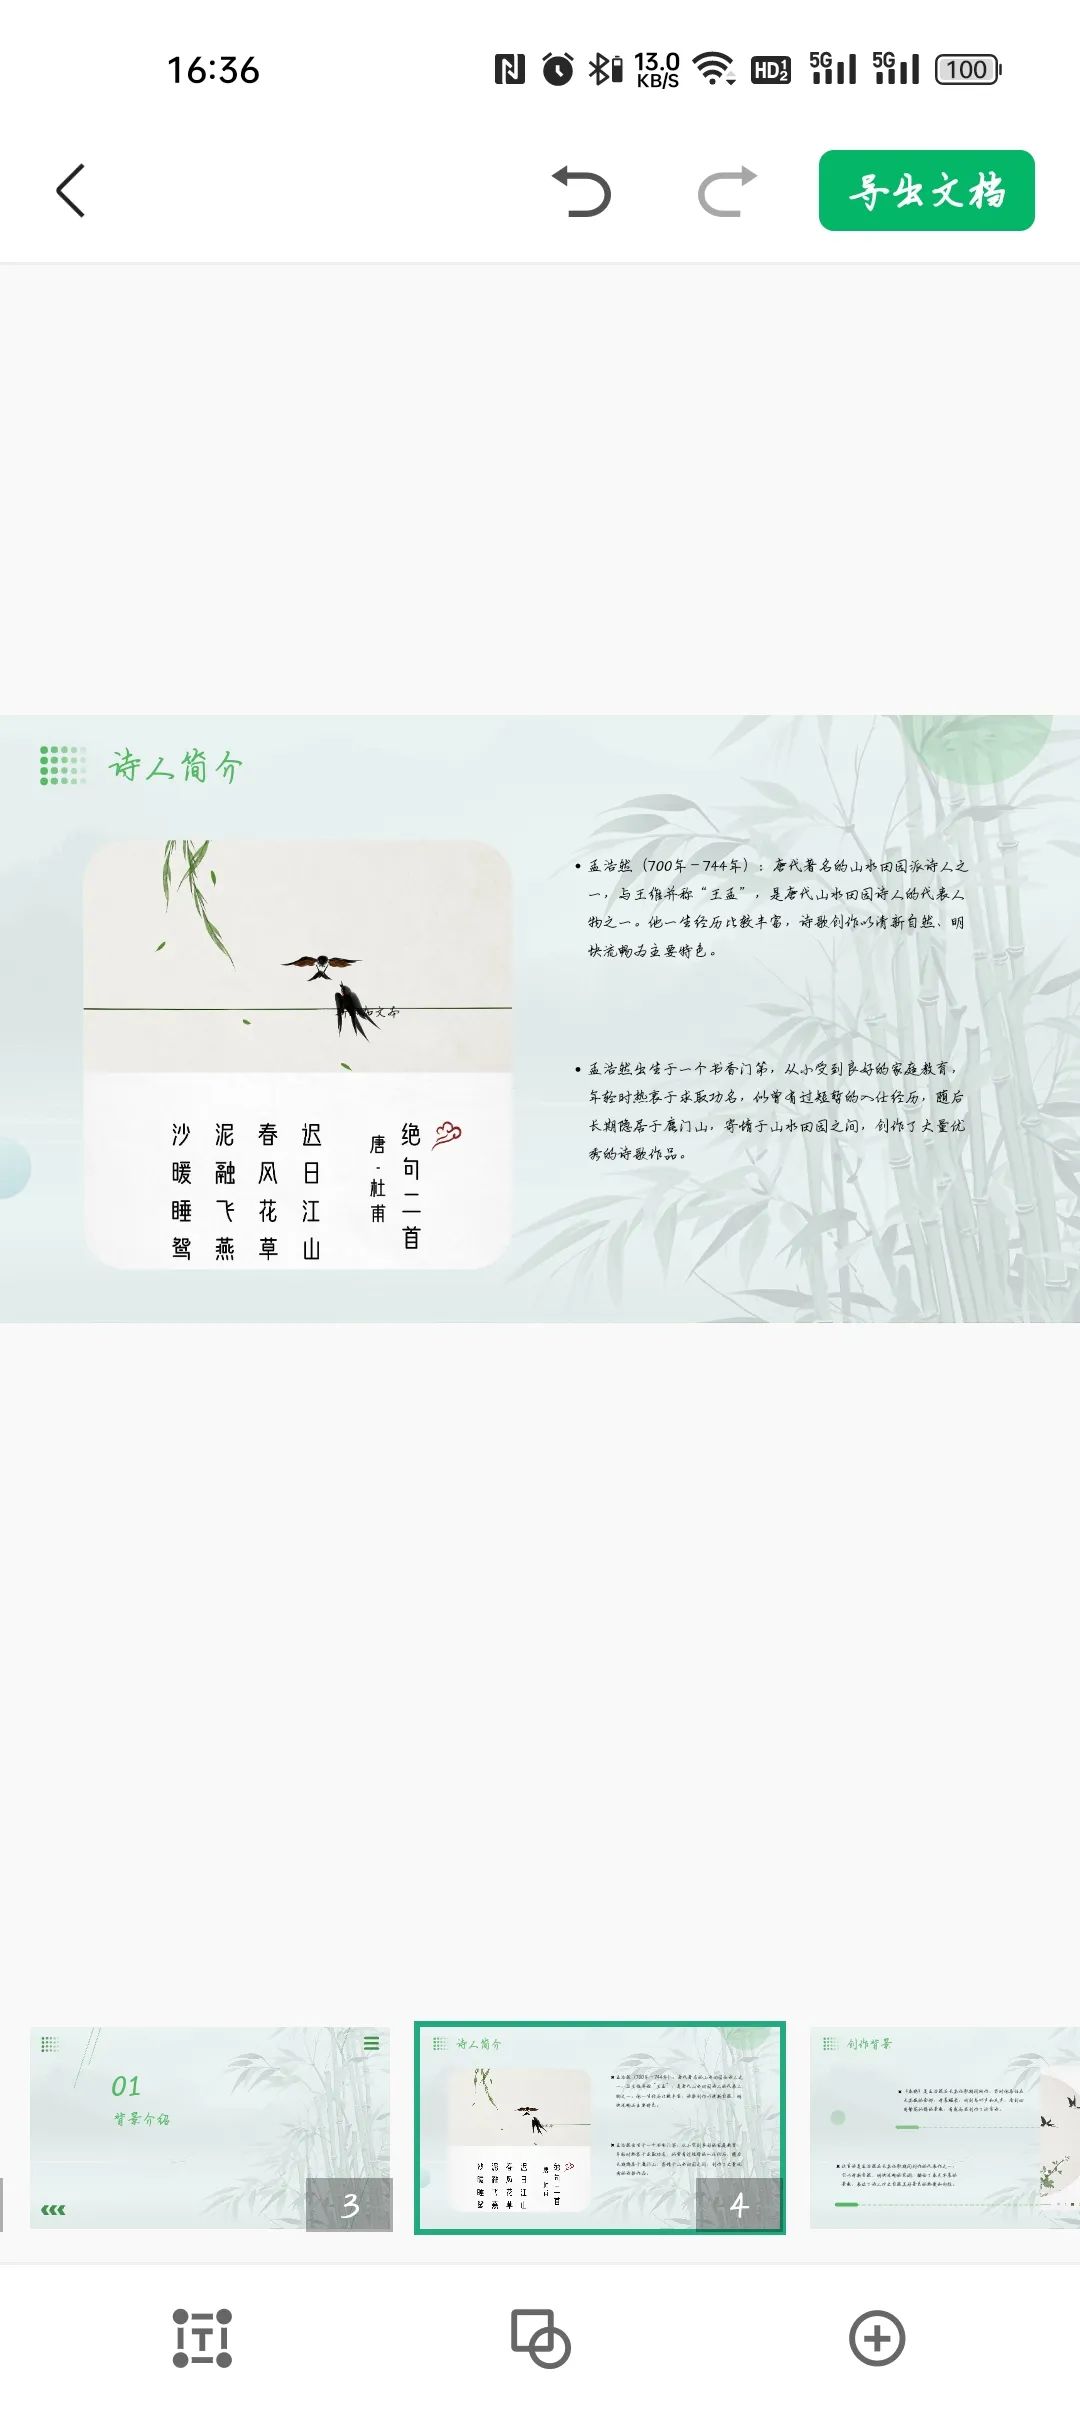 16:36
13.0
KB/S
HD 1 2
5G
5G
100
导出文档
诗人简介
绝句二首
唐·杜甫
迟日江山
春风花草
泥融飞燕
沙暖睡鸳
• 孟浩然（700年－744年）：唐代著名的山水田园派诗人之
一，与王维并称“王孟”，是唐代山水田园诗人的代表人
物之一。他一生经历比较丰富，诗歌创作以清新自然、明
快流畅为主要特色。
• 孟浩然出生于一个书香门第，从小受到良好的家庭教育，
年轻时热衷于求取功名，似曾有过短暂的入仕经历，随后
长期隐居于鹿门山，寄情于山水田园之间，创作了大量优
秀的诗歌作品。
01
背景介绍
3
诗人简介
4
创作背景